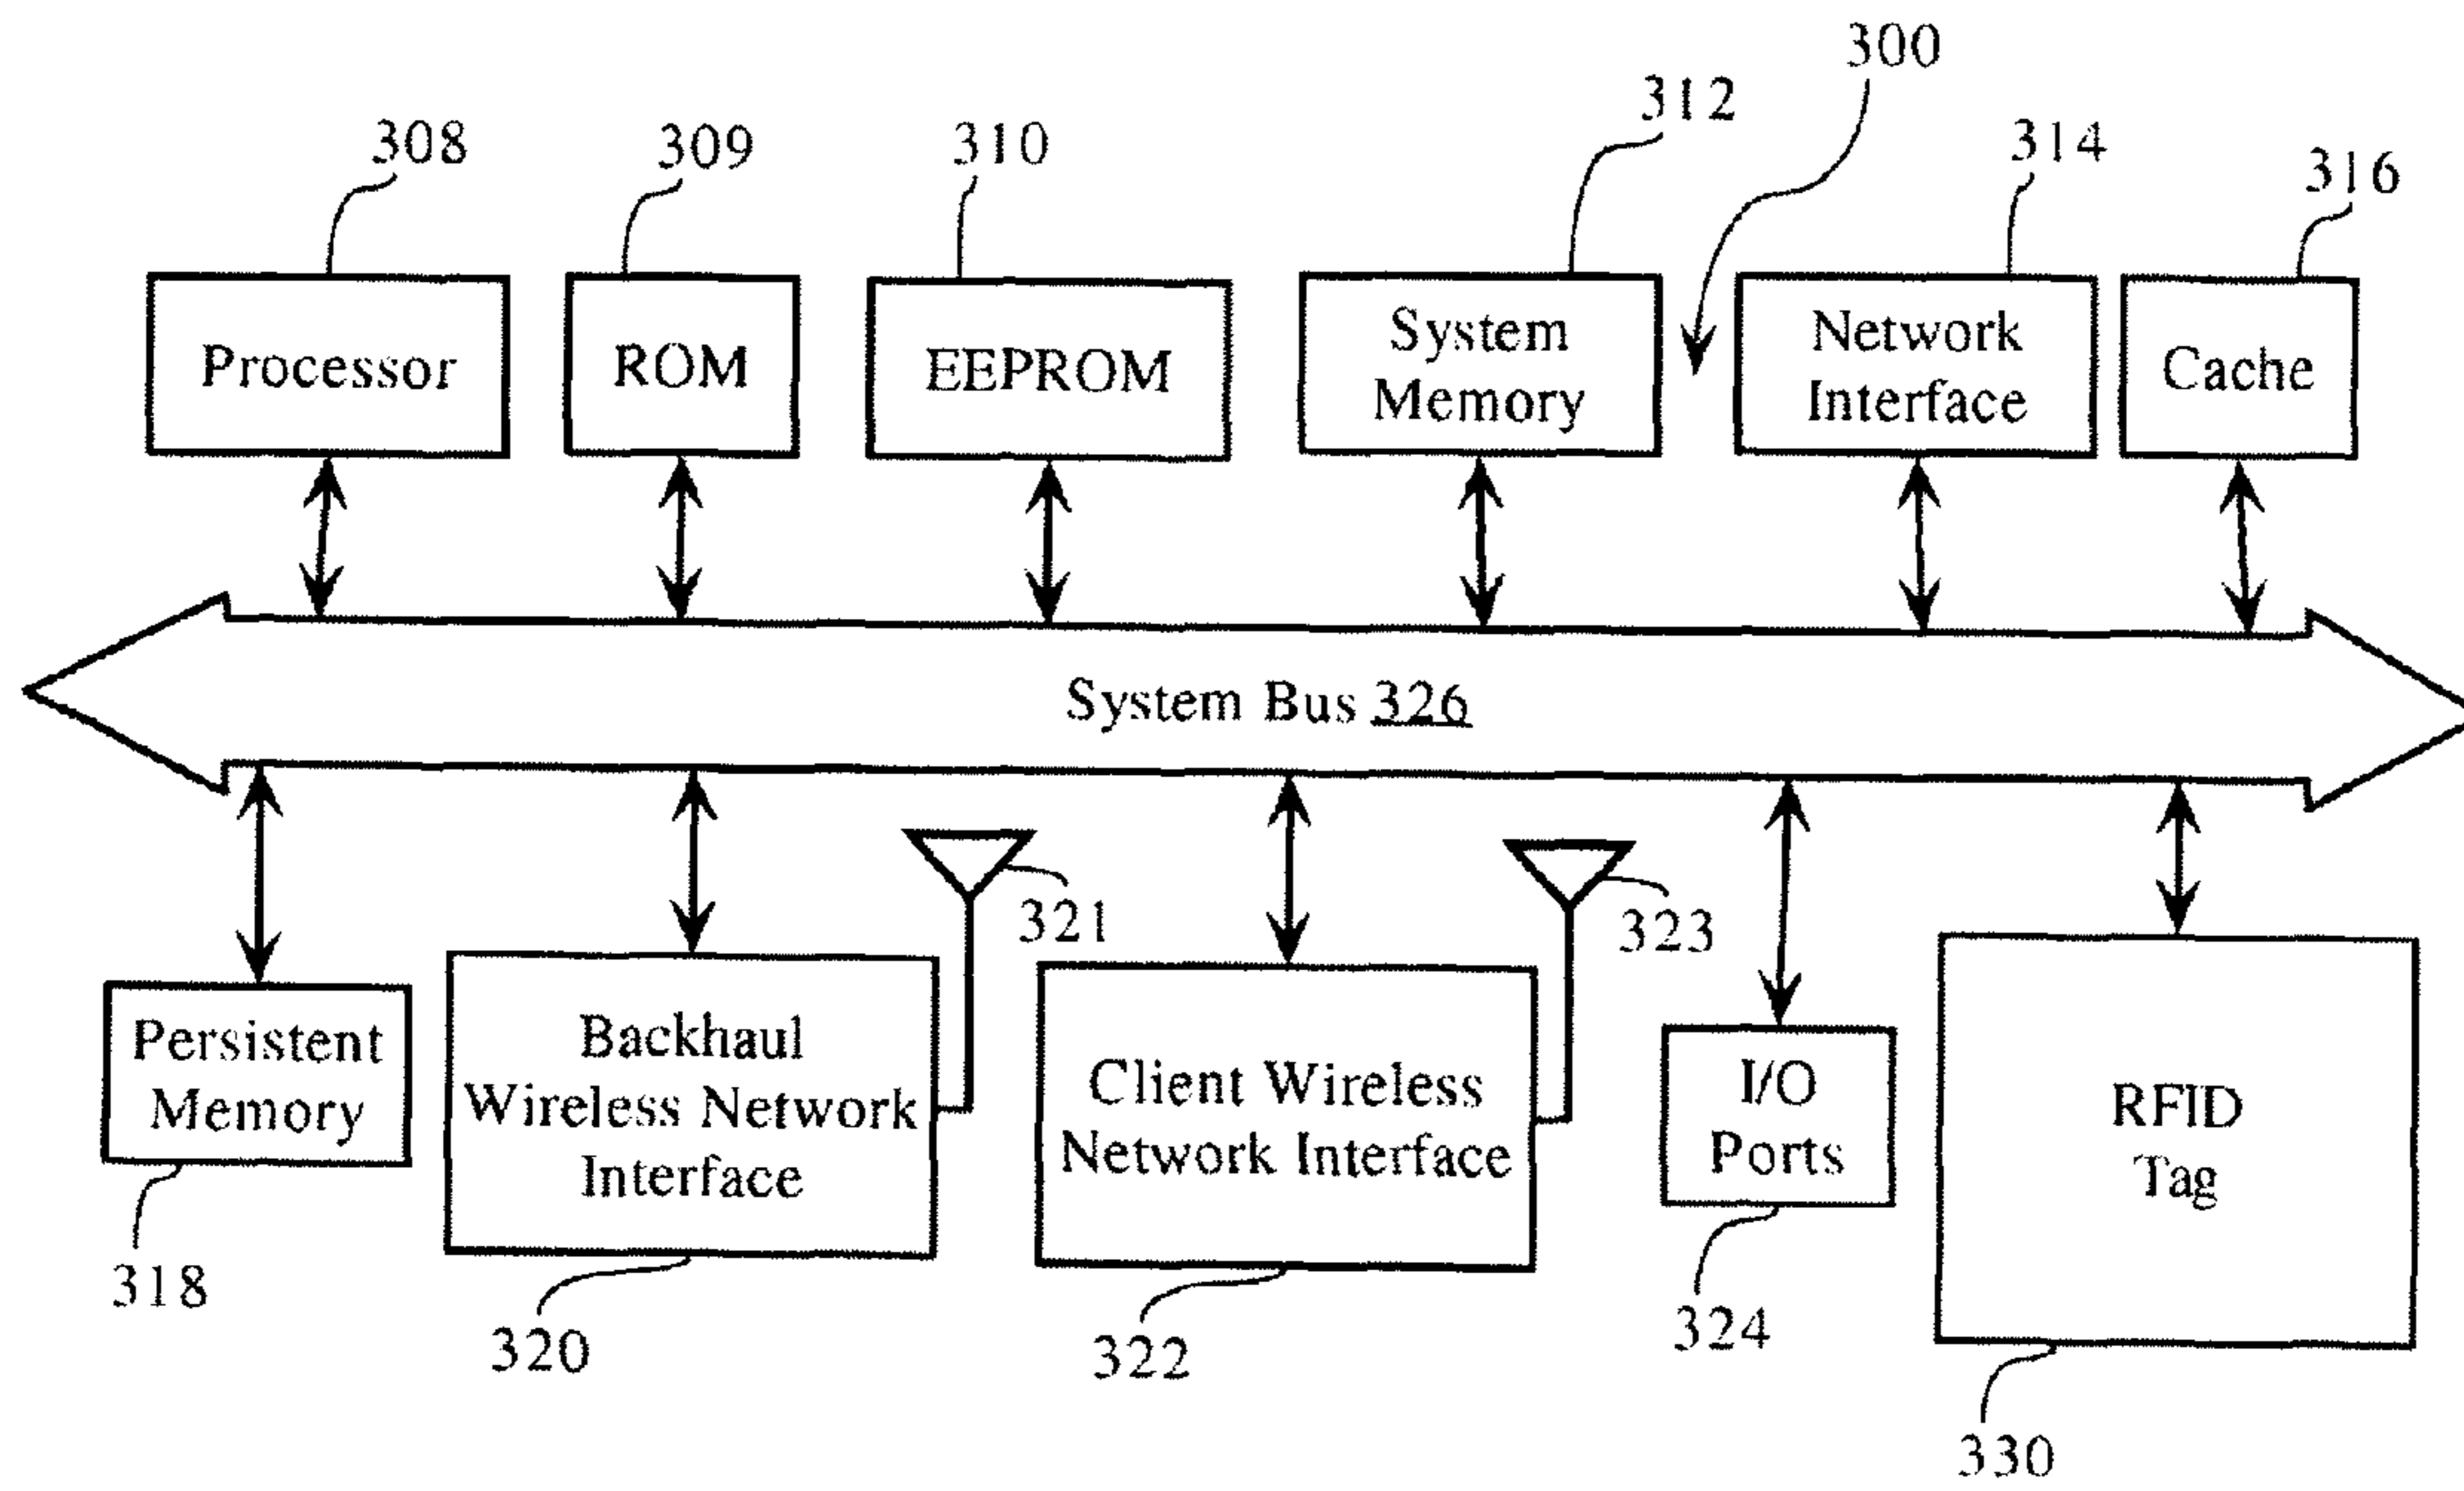 300
312
308
309
310
314
316
Processor
ROM
EEPROM
System
Memory
Network
Interface
Cache
System Bus 326
321
323
Persistent
Memory
Backhaul
Wireless Network
Interface
Client Wireless
Network Interface
I/O
Ports
RFID
Tag
318
320
322
324
330